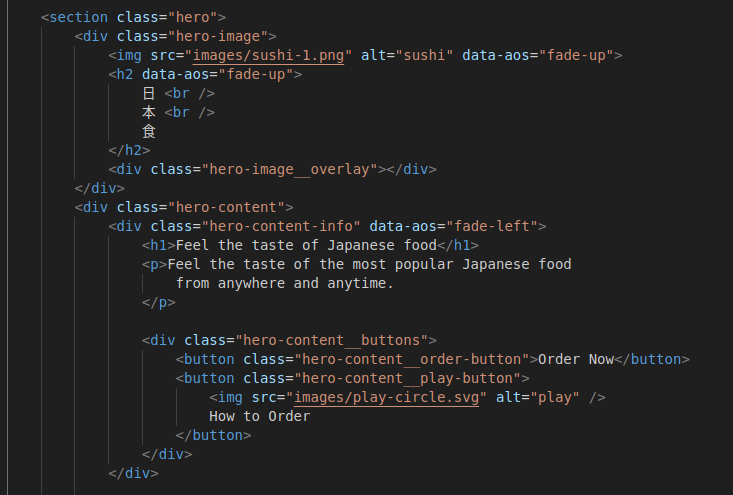 <section class="hero">
<div class="hero-image">
<img src="images/sushi-1.png" alt="sushi" data-aos="fade-up">
<h2 data-aos="fade-up">
日 <br />
本 <br />
食
</h2>
<div class="hero-image__overlay"></div>
</div>
<div class="hero-content">
<div class="hero-content-info" data-aos="fade-left">
<h1>Feel the taste of Japanese food</h1>
<p>Feel the taste of the most popular Japanese food
from anywhere and anytime.
</p>
<div class="hero-content__buttons">
<button class="hero-content__order-button">Order Now</button>
<button class="hero-content__play-button">
<img src="images/play-circle.svg" alt="play" />
How to Order
</button>
</div>
</div>